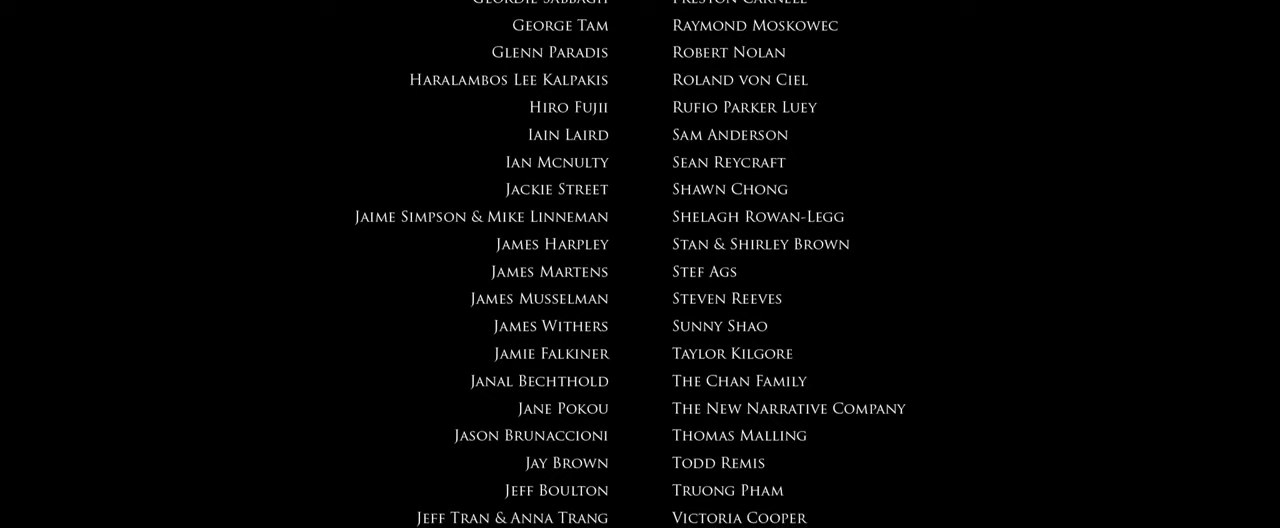 Geordie Sabbagh
George Tam
Glenn Paradis
Haralambos Lee Kalpakis
Hiro Fujii
Iain Laird
Ian Mcnulty
Jackie Street
Jaime Simpson & Mike Linneman
James Harpley
James Martens
James Musselman
James Withers
Jamie Falkiner
Janal Bechthold
Jane Pokou
Jason Brunaccioni
Jay Brown
Jeff Boulton
Jeff Tran & Anna Trang
Preston Carnell
Raymond Moskowec
Robert Nolan
Roland von Ciel
Rufio Parker Luey
Sam Anderson
Sean Reycraft
Shawn Chong
Shelagh Rowan-Legg
Stan & Shirley Brown
Stef Ags
Steven Reeves
Sunny Shao
Taylor Kilgore
The Chan Family
The New Narrative Company
Thomas Malling
Todd Remis
Truong Pham
Victoria Cooper